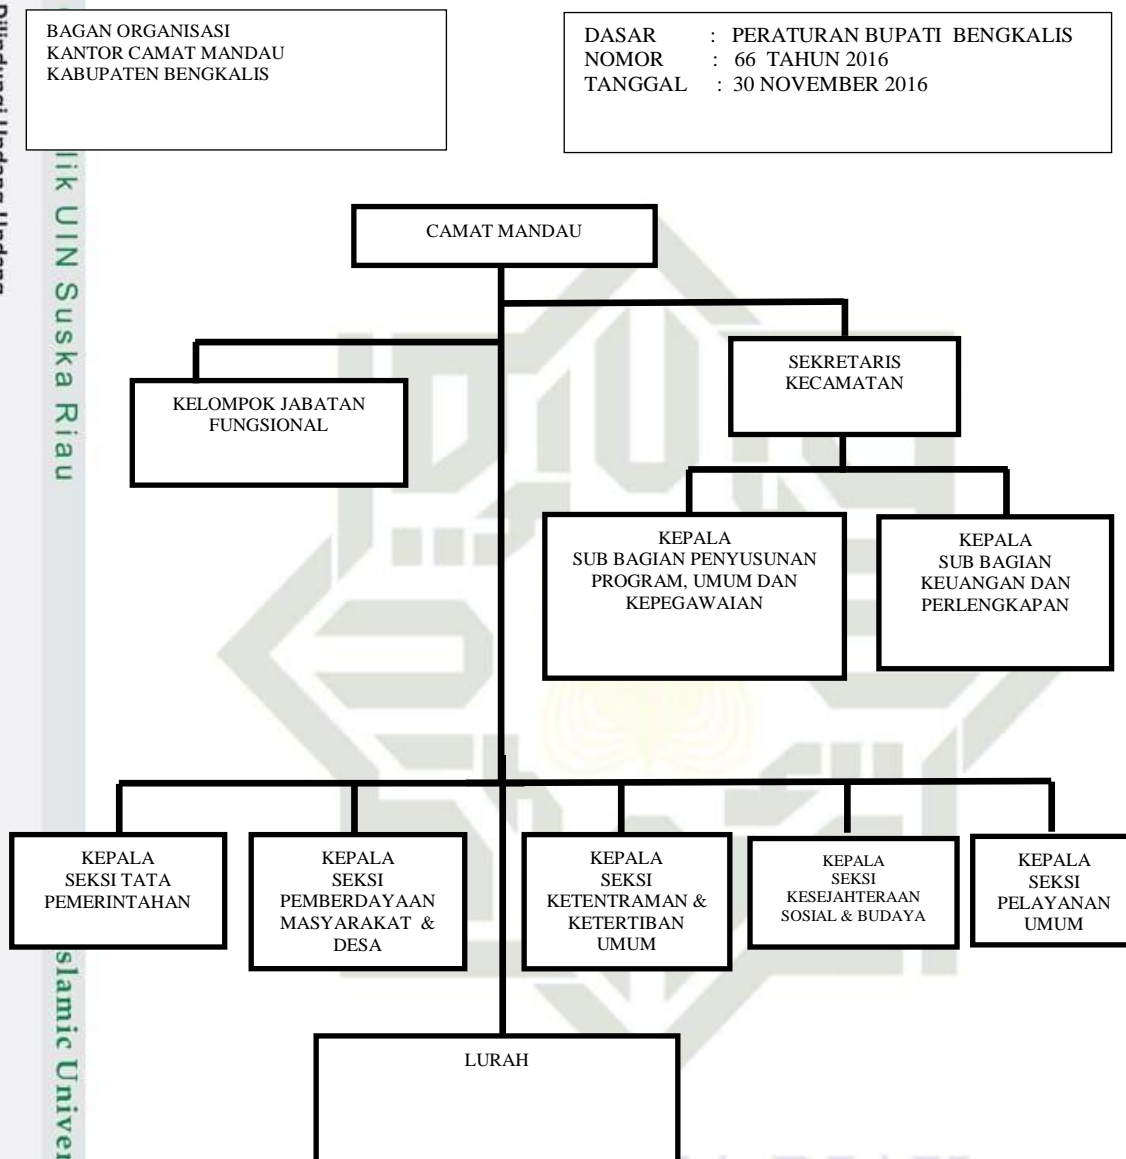 BAGAN ORGANISASI
KANTOR CAMAT MANDAU
KABUPATEN BENGKALIS
DASAR : PERATURAN BUPATI BENGKALIS
NOMOR : 66 TAHUN 2016
TANGGAL : 30 NOVEMBER 2016
CAMAT MANDAU
SEKRETARIS
KECAMATAN
KELOMPOK JABATAN
FUNGSIONAL
KEPALA
SUB BAGIAN PENYUSUNAN
PROGRAM, UMUM DAN
KEPEGAWAIAN
KEPALA
SUB BAGIAN
KEUANGAN DAN
PERLENGKAPAN
KEPALA
SEKSI TATA
PEMERINTAHAN
KEPALA
SEKSI
PEMBERDAYAAN
MASYARAKAT &
DESA
KEPALA
SEKSI
KETENTRAMAN &
KETERTIBAN
UMUM
KEPALA
SEKSI
KESEJAHTERAAN
SOSIAL & BUDAYA
KEPALA
SEKSI
PELAYANAN
UMUM
LURAH
lik UIN Suska Riau
slamic Univer